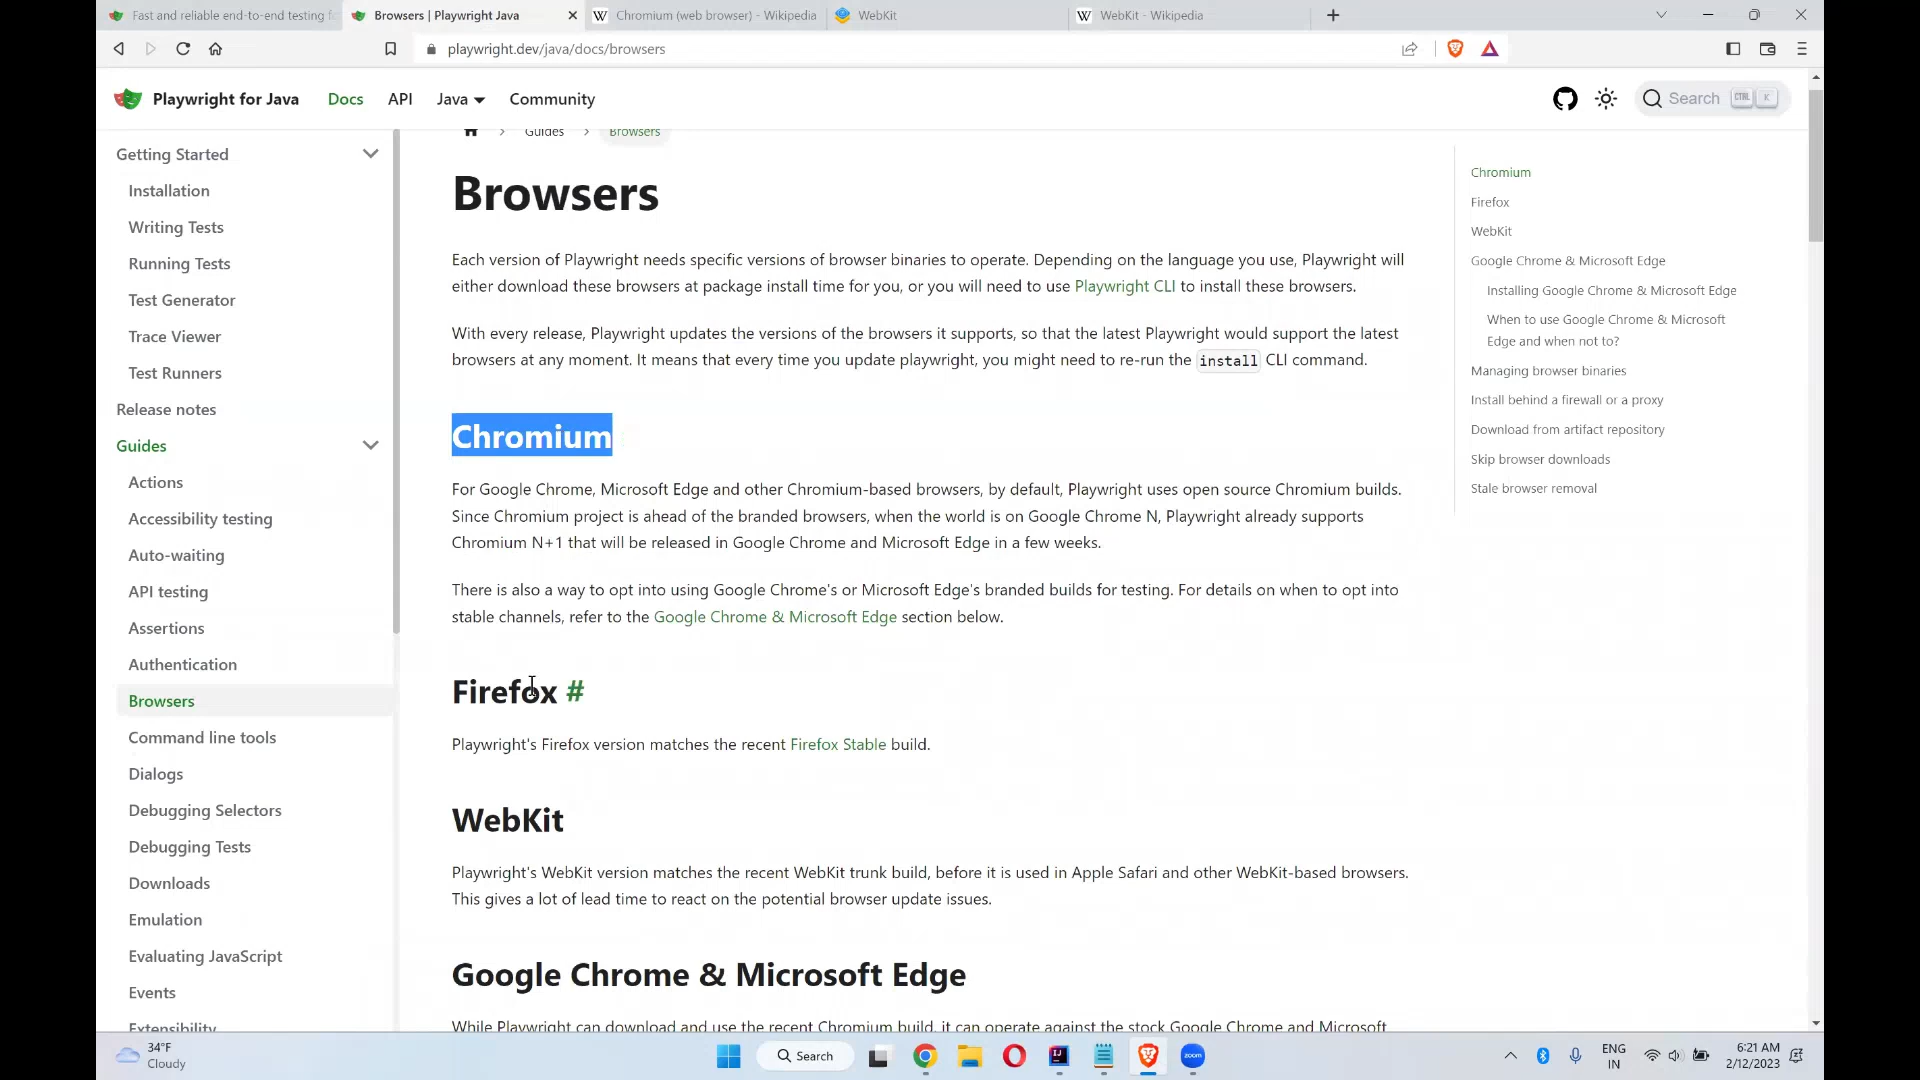 Fast and reliable end-to-end testing
Browsers | Playwright Java
Chromium (web browser) - Wikipedia
WebKit
WebKit - Wikipedia
playwright.dev/java/docs/browsers
Playwright for Java
Docs
API
Java
Community
Search
CTRL
K
Getting Started
Installation
Writing Tests
Running Tests
Test Generator
Trace Viewer
Test Runners
Release notes
Guides
Actions
Accessibility testing
Auto-waiting
API testing
Assertions
Authentication
Browsers
Command line tools
Dialogs
Debugging Selectors
Debugging Tests
Downloads
Emulation
Evaluating JavaScript
Events
Extensibility
Guides
Browsers
Browsers
Each version of Playwright needs specific versions of browser binaries to operate. Depending on the language you use, Playwright will
either download these browsers at package install time for you, or you will need to use Playwright CLI to install these browsers.
With every release, Playwright updates the versions of the browsers it supports, so that the latest Playwright would support the latest
browsers at any moment. It means that every time you update playwright, you might need to re-run the install CLI command.
Chromium
For Google Chrome, Microsoft Edge and other Chromium-based browsers, by default, Playwright uses open source Chromium builds.
Since Chromium project is ahead of the branded browsers, when the world is on Google Chrome N, Playwright already supports
Chromium N+1 that will be released in Google Chrome and Microsoft Edge in a few weeks.
There is also a way to opt into using Google Chrome's or Microsoft Edge's branded builds for testing. For details on when to opt into
stable channels, refer to the Google Chrome & Microsoft Edge section below.
Firefox #
Playwright's Firefox version matches the recent Firefox Stable build.
WebKit
Playwright's WebKit version matches the recent WebKit trunk build, before it is used in Apple Safari and other WebKit-based browsers.
This gives a lot of lead time to react on the potential browser update issues.
Google Chrome & Microsoft Edge
While Playwright can download and use the recent Chromium build, it can operate against the stock Google Chrome and Microsoft
Chromium
Firefox
WebKit
Google Chrome & Microsoft Edge
Installing Google Chrome & Microsoft Edge
When to use Google Chrome & Microsoft
Edge and when not to?
Managing browser binaries
Install behind a firewall or a proxy
Download from artifact repository
Skip browser downloads
Stale browser removal
34°F
Cloudy
Search
zoom
ENG
IN
6:21 AM
2/12/2023